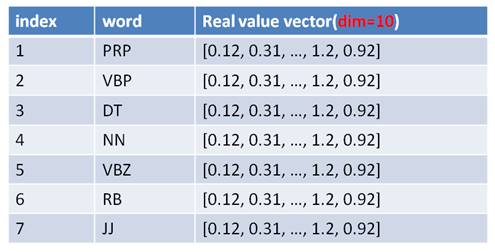 index word Real value vector(dim=10)
1 PRP [0.12, 0.31, …, 1.2, 0.92]
2 VBP [0.12, 0.31, …, 1.2, 0.92]
3 DT [0.12, 0.31, …, 1.2, 0.92]
4 NN [0.12, 0.31, …, 1.2, 0.92]
5 VBZ [0.12, 0.31, …, 1.2, 0.92]
6 RB [0.12, 0.31, …, 1.2, 0.92]
7 JJ [0.12, 0.31, …, 1.2, 0.92]